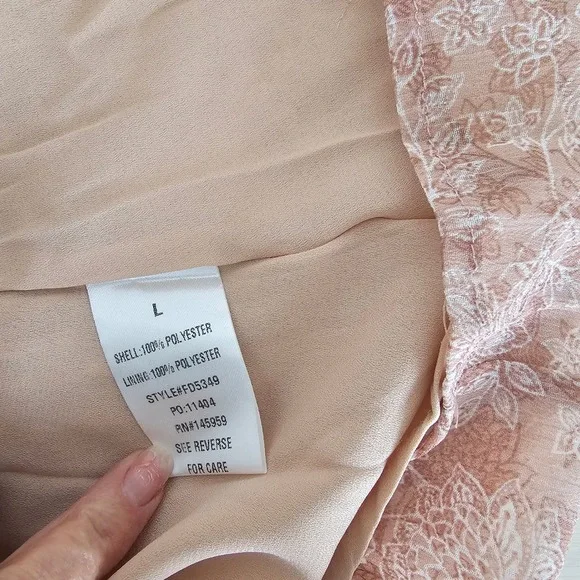 L
SHELL:100% POLYESTER
LINING:100% POLYESTER
STYLE#FD5349
PO:11404
RN#145959
SEE REVERSE
FOR CARE